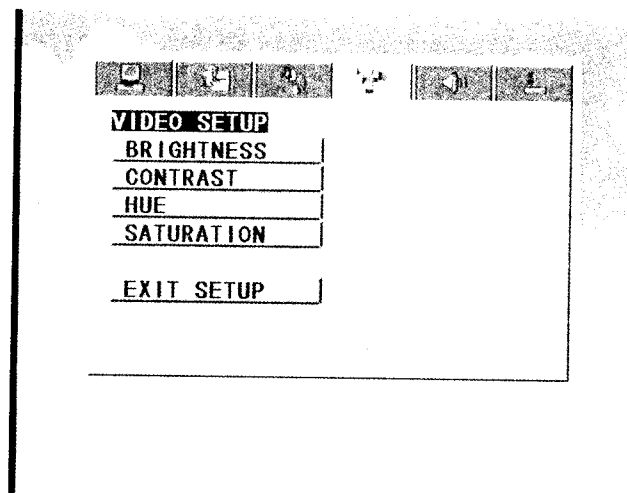 VIDEO SETUP
BRIGHTNESS
CONTRAST
HUE
SATURATION
EXIT SETUP